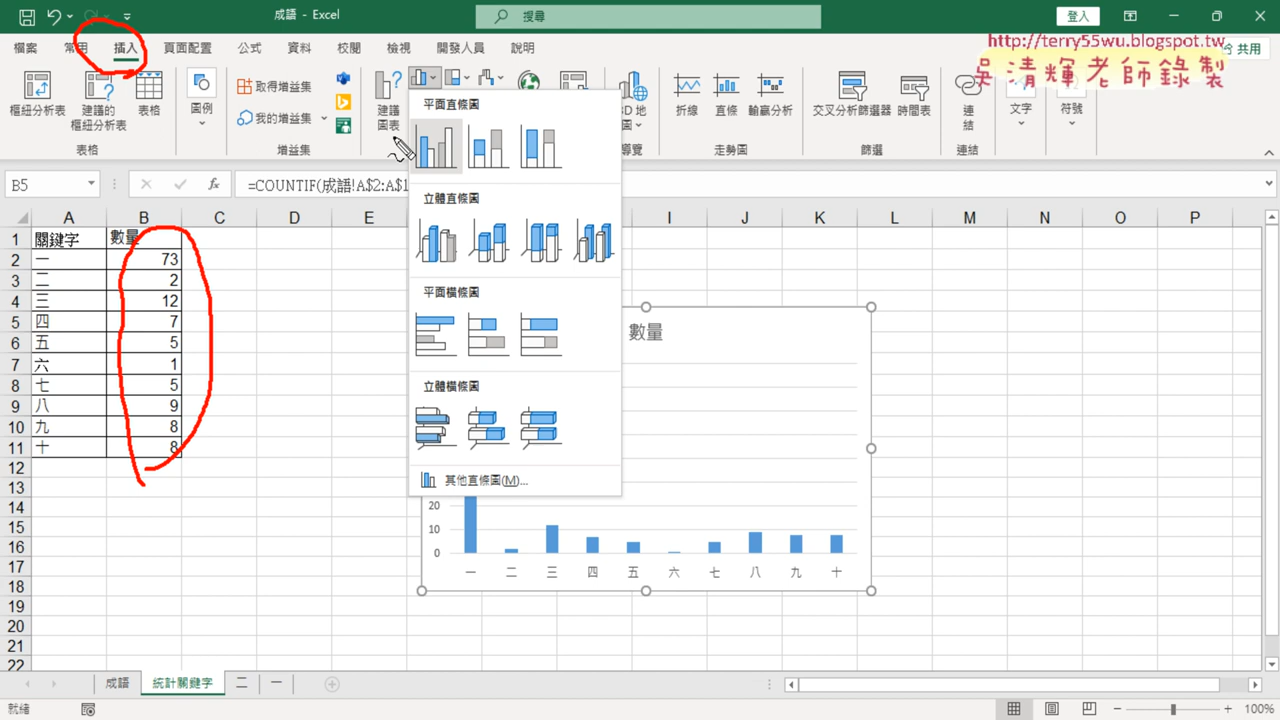 成語 - Excel
搜尋
登入
檔案
常用
插入
頁面配置
公式
資料
校閱
檢視
開發人員
說明
共用
http://terry55wu.blogspot.tw
吳清輝老師錄製
樞紐分析表
建議的
樞紐分析表
表格
圖例
取得增益集
我的增益集
建議
圖表
折線
直條
輸贏分析
交叉分析篩選器
時間表
連
結
文字
符號
表格
增益集
圖表
導覽
走勢圖
篩選
連結
B5
=COUNTIF(成語!A$2:A$1
平面直條圖
立體直條圖
平面橫條圖
立體橫條圖
其他直條圖(M)...
A B C D E I J K L M N O P
1 關鍵字 數量
2 一 73
3 二 2
4 三 12
5 四 7
6 五 5
7 六 1
8 七 5
9 八 9
10 九 8
11 十 8
12
13
14
15
16
17
18
19
20
21
22
數量
20
10
0
一 二 三 四 五 六 七 八 九 十
成語
統計關鍵字
二
一
就緒
100%